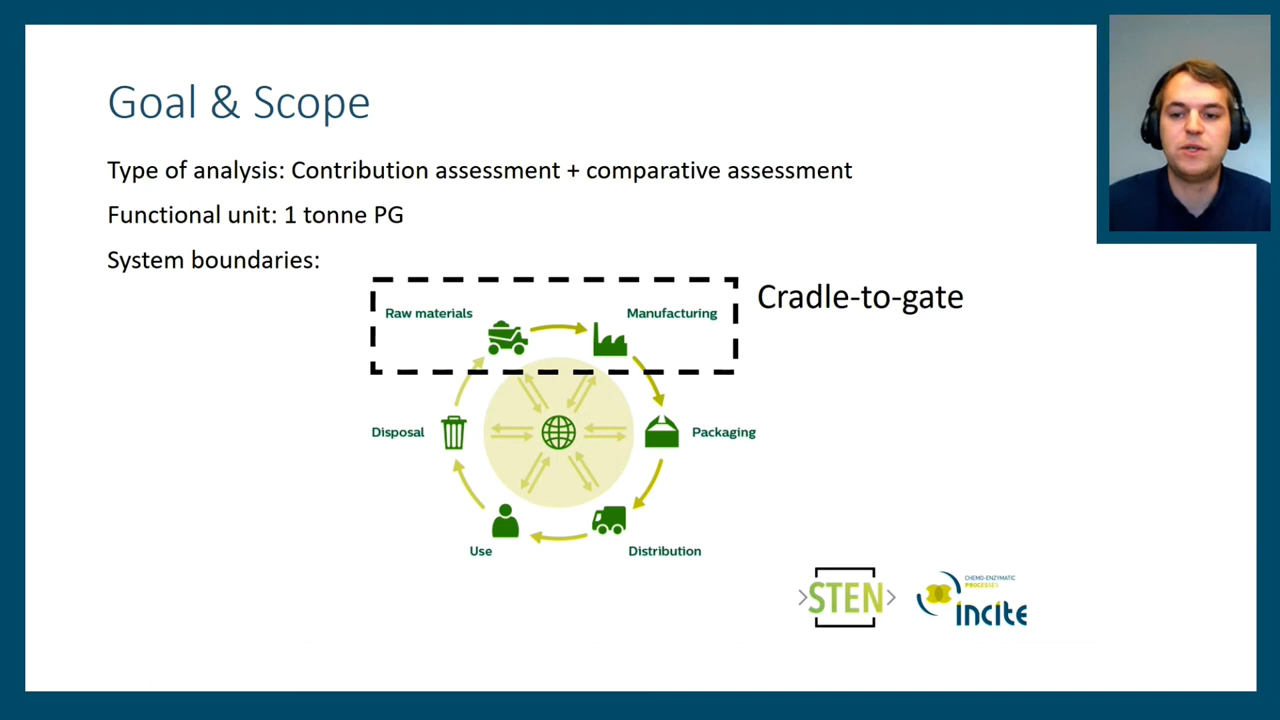 Goal & Scope
Type of analysis: Contribution assessment + comparative assessment
Functional unit: 1 tonne PG
System boundaries:
Cradle-to-gate
Raw materials
Manufacturing
Disposal
Packaging
Use
Distribution
STEN
CHEMO-ENZYMATIC
PROCESSES
incite